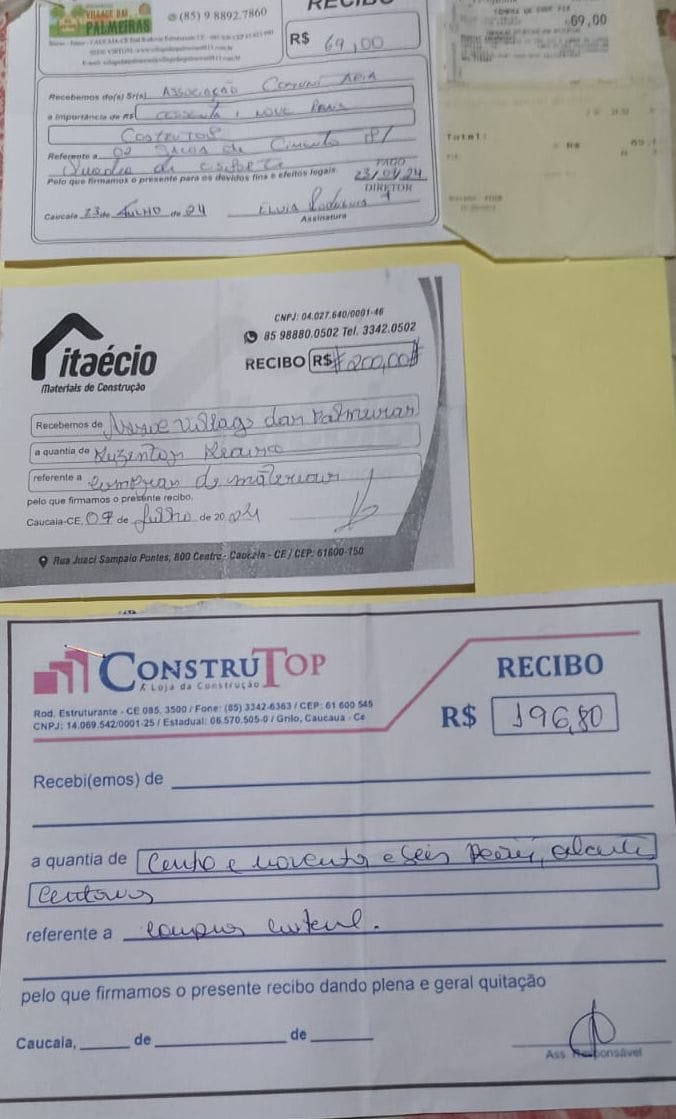 VILLAGE DAS
PALMEIRAS
(85) 9 8892.7860
RECIBO
R$ 69,00
Recebemos do(a) Sr(a) ASSOCIAÇÃO
a importância de R$ SESSENTA E NOVE REAIS
CONSTRUTOP
Referente a 02 SACOS DE CIMENTO P/
QUADRA DE ESPORTE
Pelo que firmamos o presente para os devidos fins e efeitos legais.
PAGO
23/07/24
DIRETOR
Caucaia 23 de JULHO de 24
Assinatura
69,00
Total:
R$
itaécio
Materiais de Construção
CNPJ: 04.027.640/0001-46
85 98880.0502 Tel. 3342.0502
RECIBO R$ #200,00#
Recebemos de Village das Palmeiras
a quantia de Duzentos Reais
referente a compras de materiais
pelo que firmamos o presente recibo.
Caucaia-CE, 09 de Julho de 2024
Rua Juaci Sampaio Pontes, 800 Centro - Caucaia - CE / CEP: 61600-150
CONSTRUTOP
A Loja da Construção
Rod. Estruturante - CE 085, 3500 / Fone: (85) 3342-6363 / CEP: 61 600 545
CNPJ: 14.069.542/0001-25 / Estadual: 06.570.505-0 / Grilo, Caucaua - Ce
RECIBO
R$ 196,80
Recebi(emos) de
a quantia de Cento e noventa e seis reais, oitenta
Centavos
referente a
pelo que firmamos o presente recibo dando plena e geral quitação
Caucaia, de de
Ass. Responsável